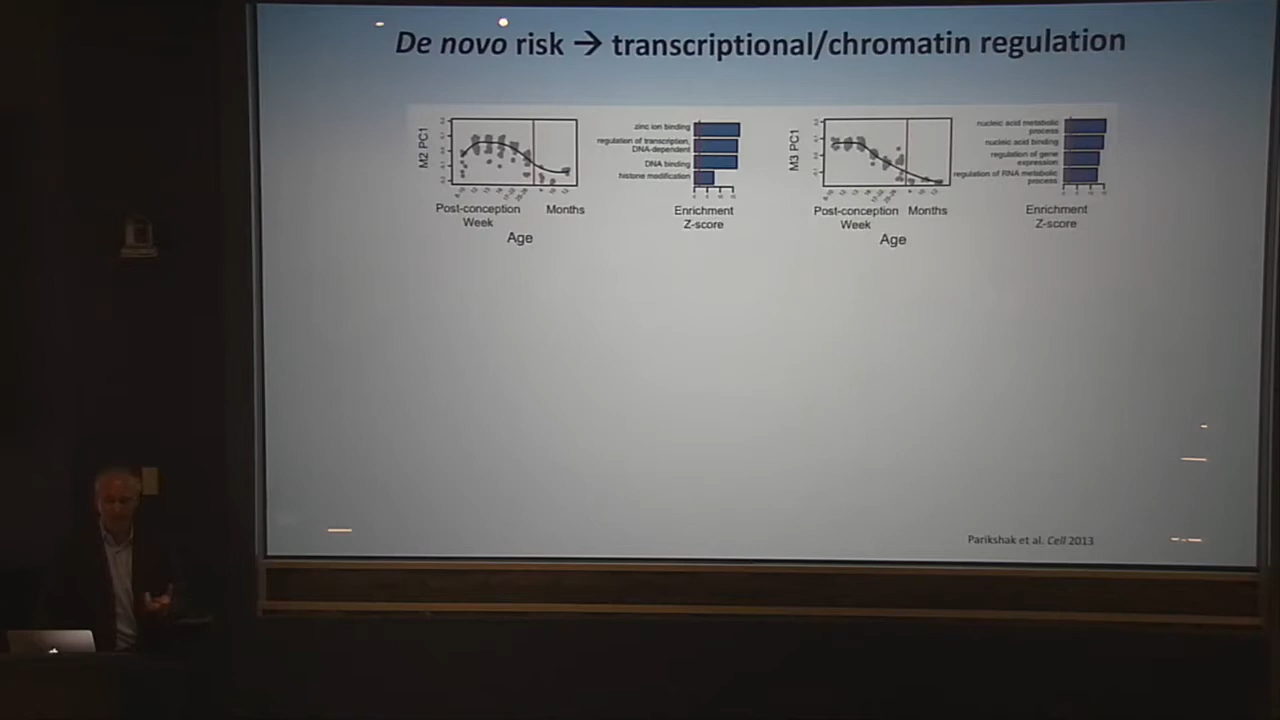 De novo risk → transcriptional/chromatin regulation
M2 PC1
Post-conception
Week
Months
Age
zinc ion binding
regulation of transcription,
DNA-dependent
DNA binding
histone modification
Enrichment
Z-score
M3 PC1
Post-conception
Week
Months
Age
nucleic acid metabolic
process
nucleic acid binding
regulation of gene
expression
regulation of RNA metabolic
process
Enrichment
Z-score
Parikshak et al. Cell 2013